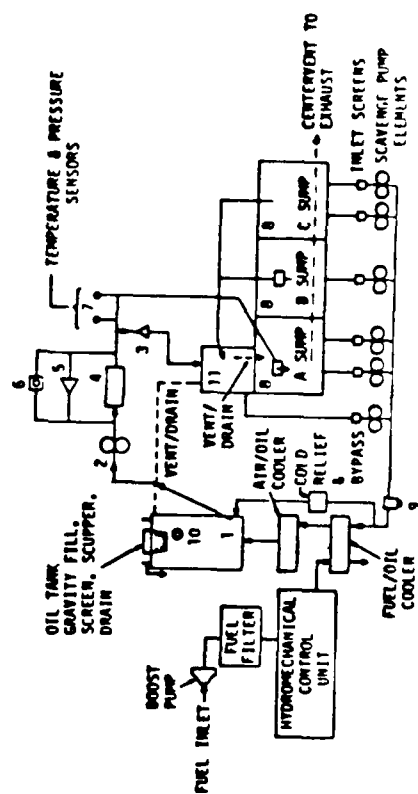 TEMPERATURE & PRESSURE
SENSORS
6
5
4
7
2
3
OIL TANK
GRAVITY FILL,
SCREEN, SCUPPER,
DRAIN
VENT/DRAIN
10
1
11
VENT/
DRAIN
8
A SUMP
8
B SUMP
8
C SUMP
CENTERVENT TO
EXHAUST
INLET SCREENS
SCAVENGE PUMP
ELEMENTS
AIR/OIL
COOLER
COLD
RELIEF
&
BYPASS
9
FUEL/OIL
COOLER
BOOST
PUMP
FUEL INLET
FUEL
FILTER
HYDROMECHANICAL
CONTROL
UNIT